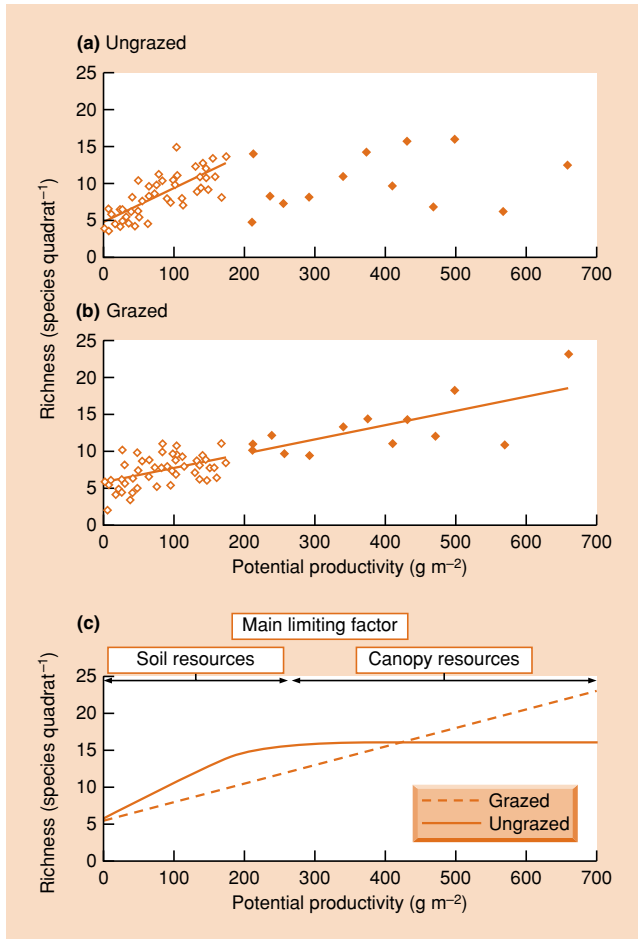 (a) Ungrazed
25
20
15
10
5
0
0 100 200 300 400 500 600 700
Richness (species quadrat⁻¹)
(b) Grazed
25
20
15
10
5
0
0 100 200 300 400 500 600 700
Potential productivity (g m⁻²)
(c)
Main limiting factor
Soil resources
Canopy resources
Richness (species quadrat⁻¹)
25
20
15
10
5
0
Grazed
Ungrazed
0 100 200 300 400 500 600 700
Potential productivity (g m⁻²)